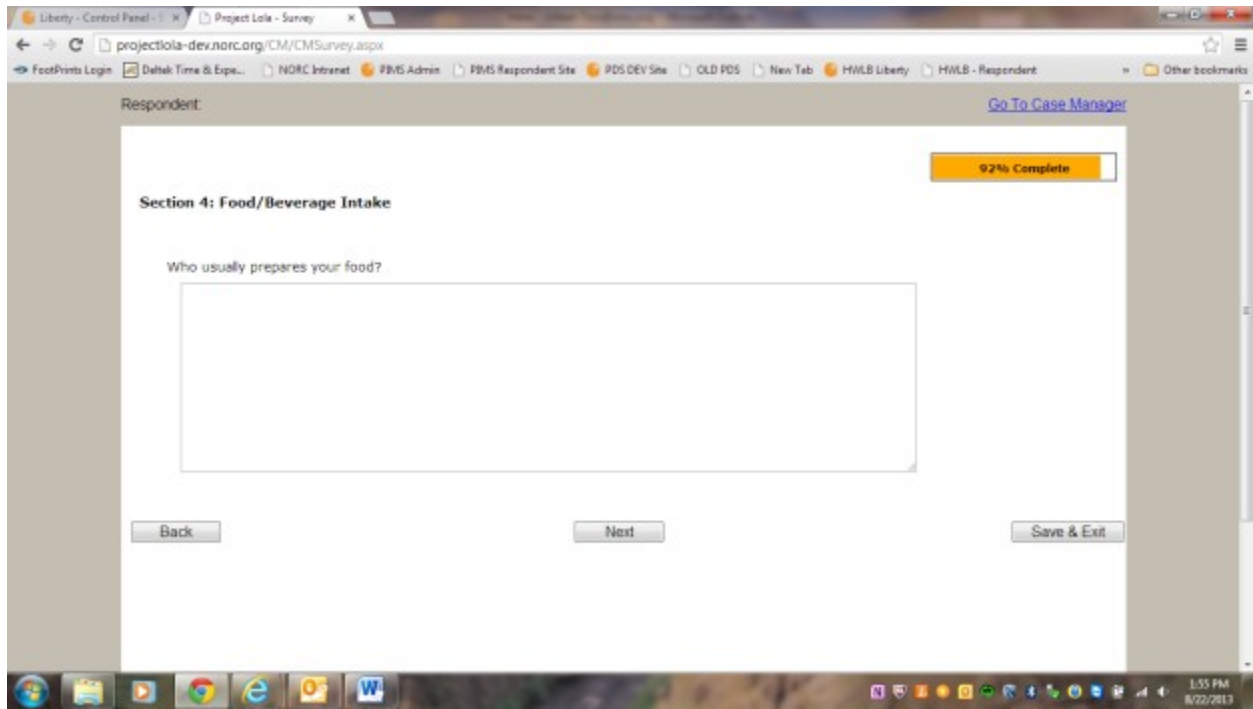 Liberty - Control Panel - S
Project Lola - Survey
projectlola-dev.norc.org/CM/CMSurvey.aspx
FootPrints Login
Deltek Time & Expe...
NORC Intranet
PIMS Admin
PIMS Respondent Site
PDS DEV Site
OLD PDS
New Tab
HWLB Liberty
HWLB - Respondent
»
Other bookmarks
Respondent:
Go To Case Manager
92% Complete
Section 4: Food/Beverage Intake
Who usually prepares your food?
Back
Next
Save & Exit
1:55 PM
8/22/2013